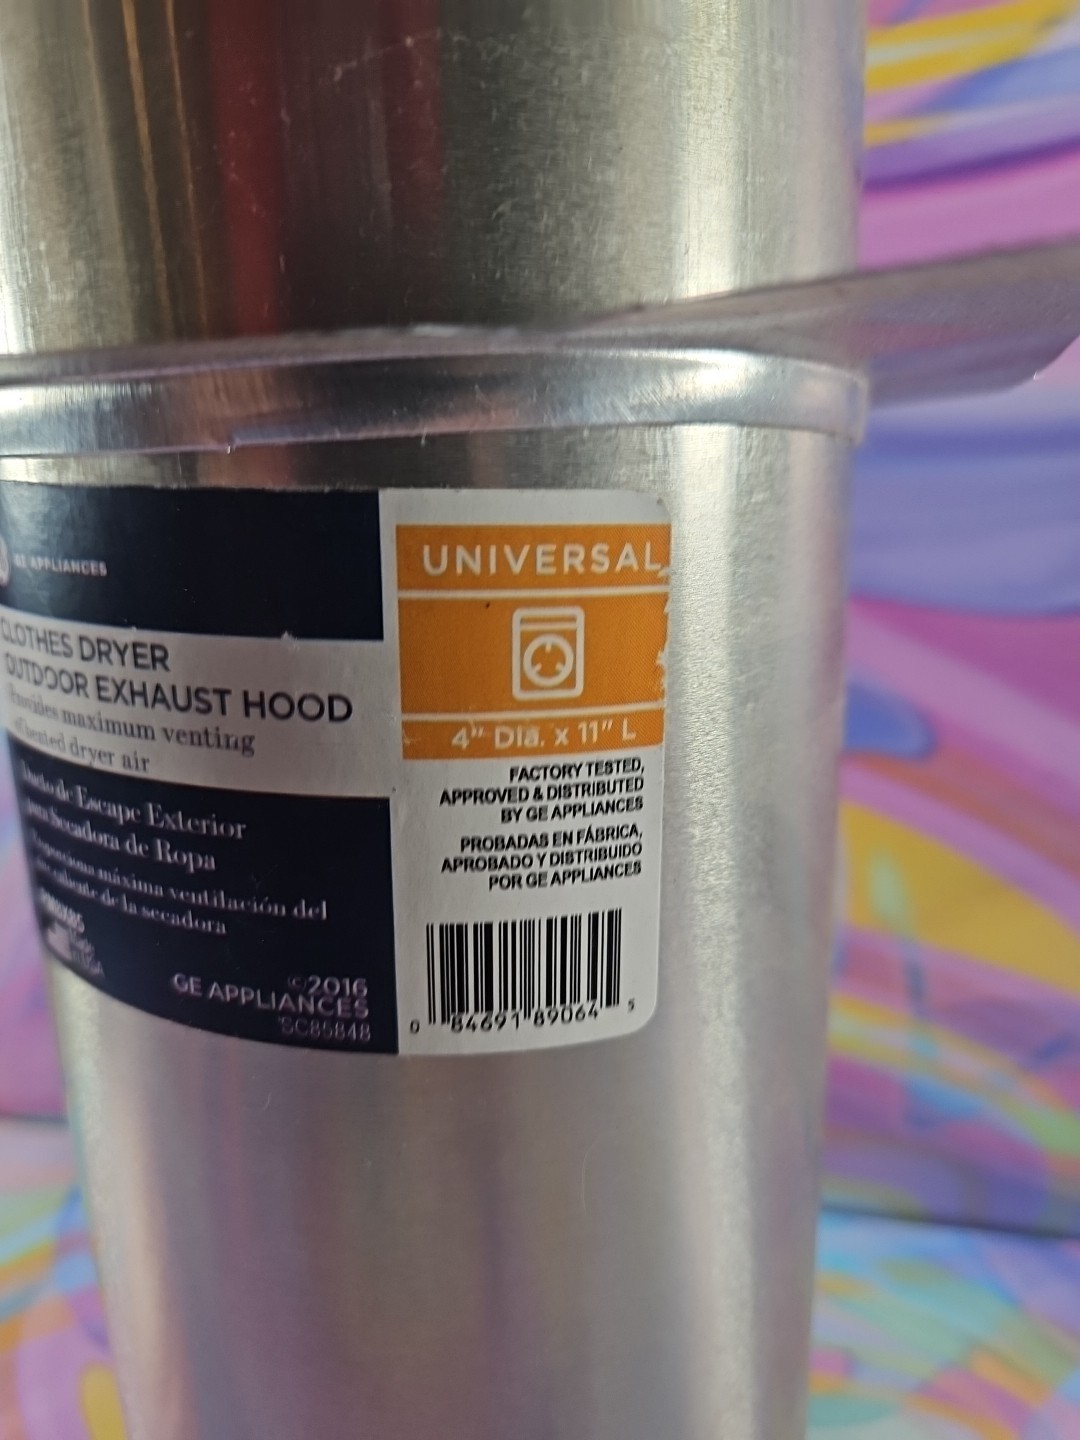 GE APPLIANCES
CLOTHES DRYER
OUTDOOR EXHAUST HOOD
Provides maximum venting
of heated dryer air
Ducto de Escape Exterior
para Secadora de Ropa
Proporciona máxima ventilación del
aire caliente de la secadora
©2016
GE APPLIANCES
SC85848
UNIVERSAL
4" Dia. x 11" L
FACTORY TESTED,
APPROVED & DISTRIBUTED
BY GE APPLIANCES
PROBADAS EN FÁBRICA,
APROBADO Y DISTRIBUIDO
POR GE APPLIANCES
0 84691 89064 5